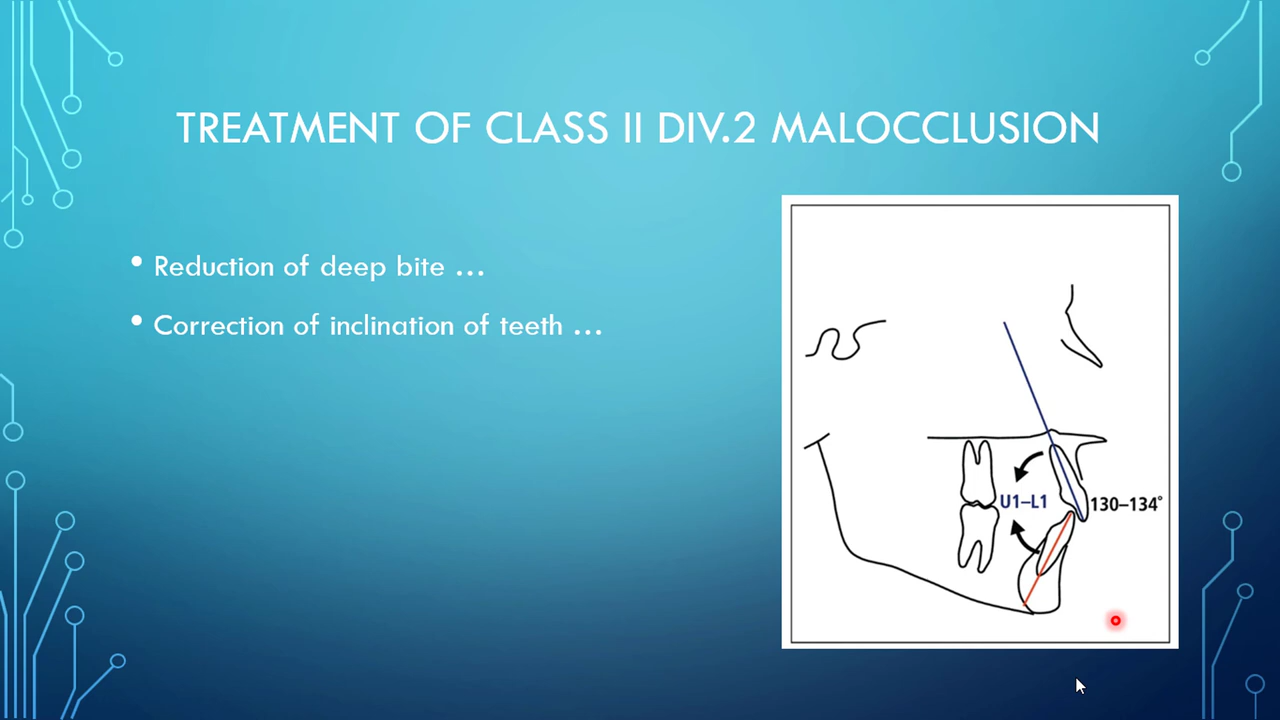 TREATMENT OF CLASS II DIV.2 MALOCCLUSION
• Reduction of deep bite ...
• Correction of inclination of teeth ...
U1–L1
130–134°